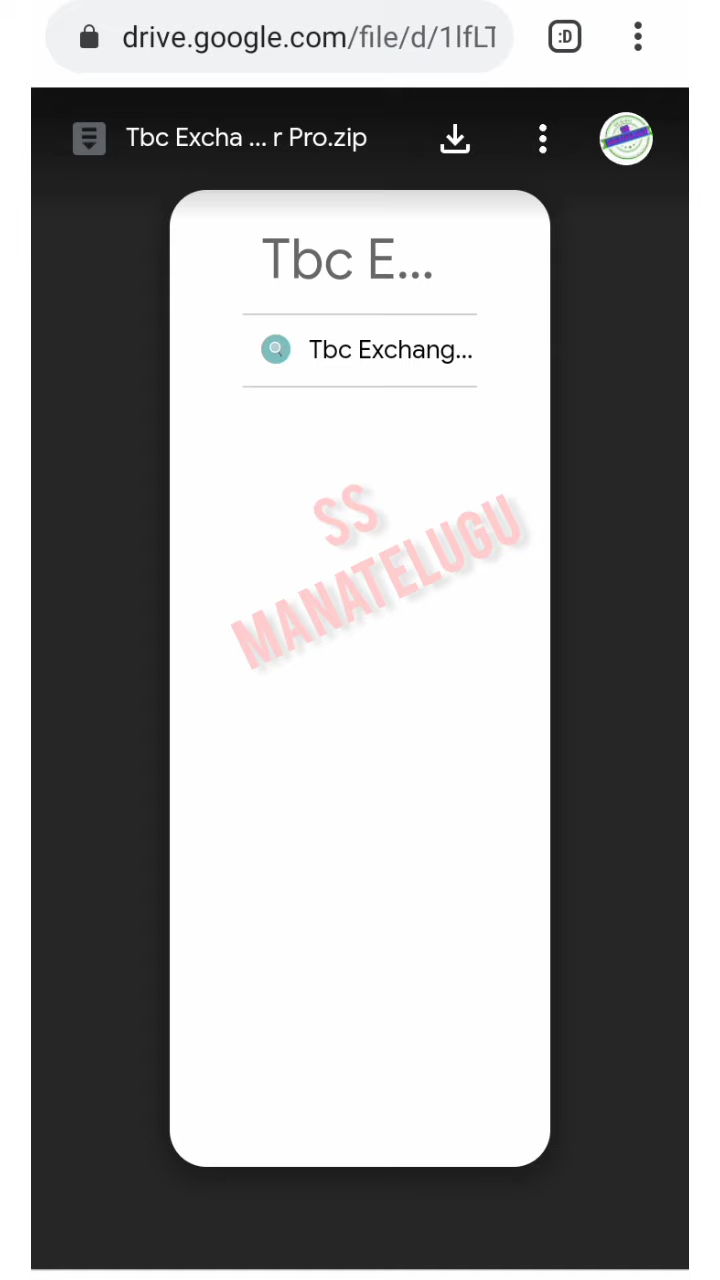 drive.google.com/file/d/1lfLT
:D
Tbc Excha ... r Pro.zip
Tbc E...
Tbc Exchang...
SS
MANATELUGU